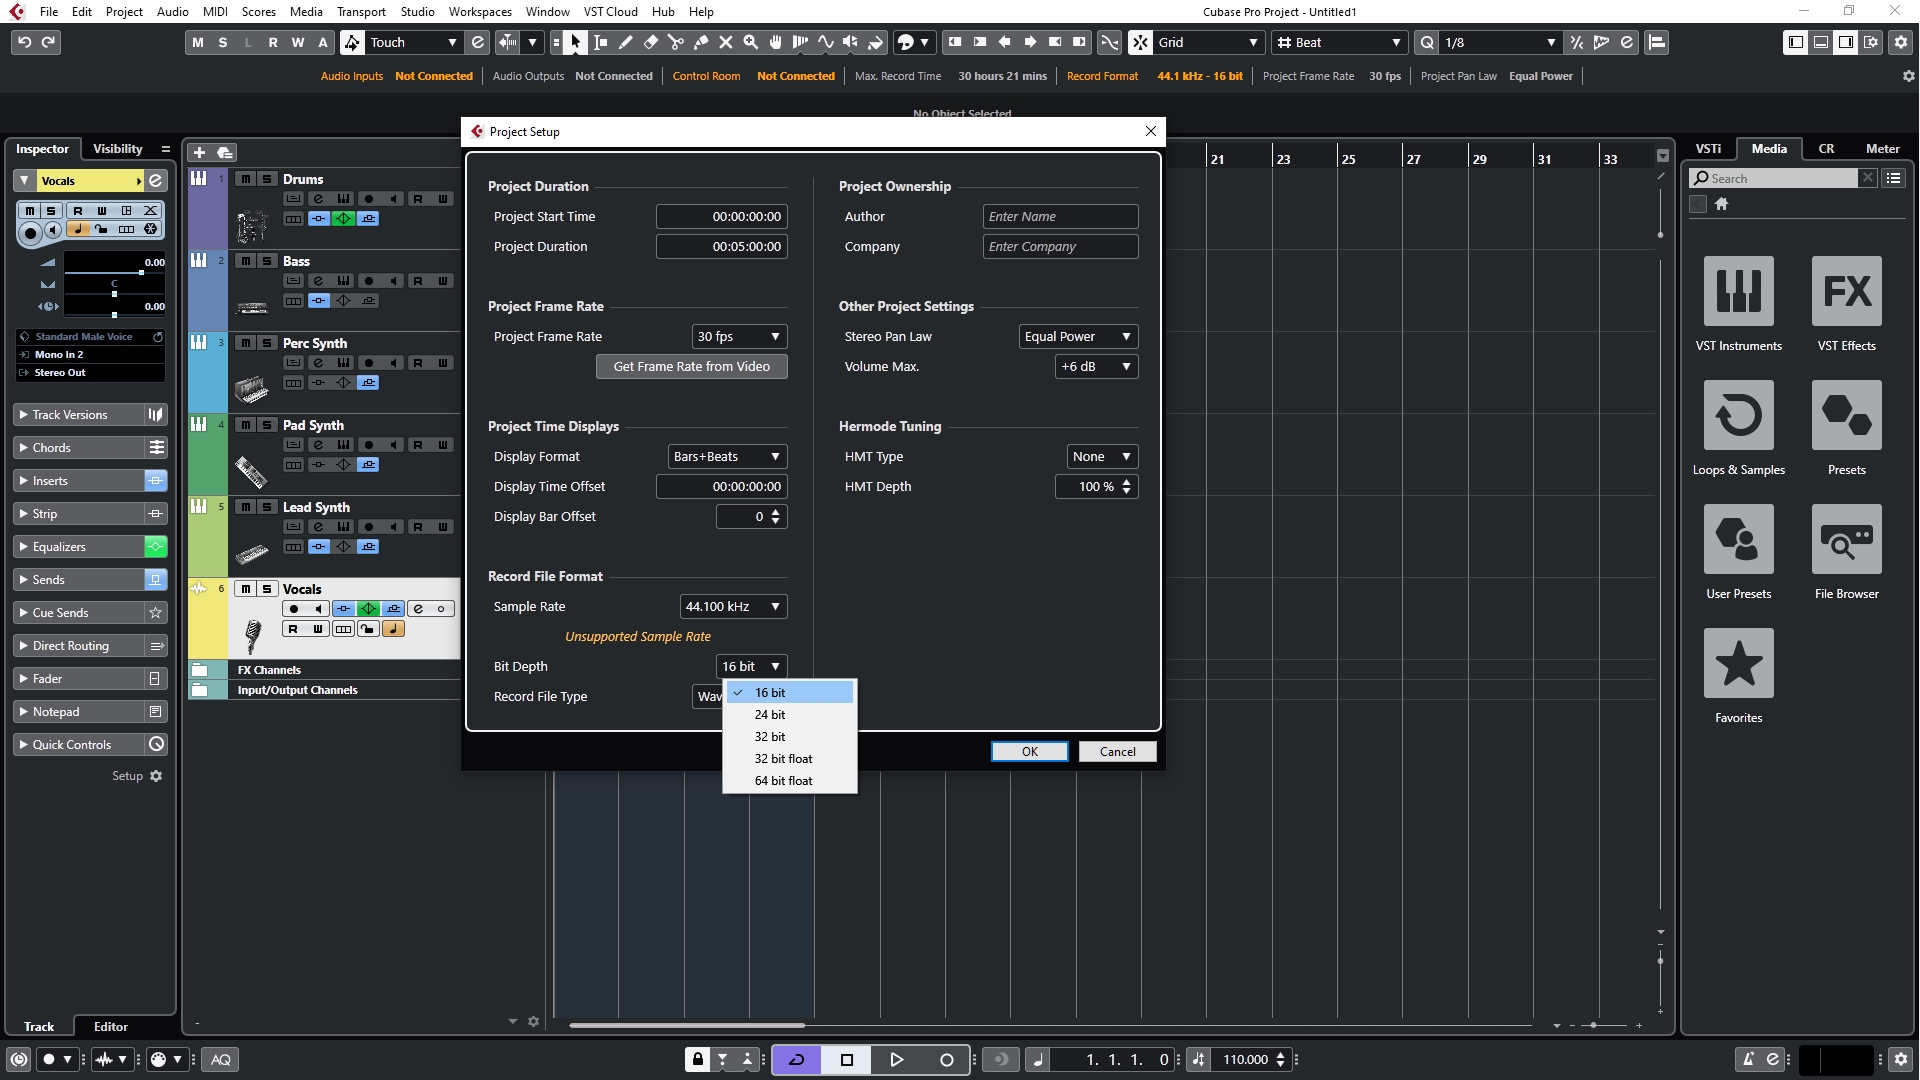 File Edit Project Audio MIDI Scores Media Transport Studio Workspaces Window VST Cloud Hub Help
Cubase Pro Project - Untitled1
M S L R W A Touch Grid Beat Q 1/8
Audio Inputs Not Connected Audio Outputs Not Connected Control Room Not Connected Max. Record Time 30 hours 21 mins Record Format 44.1 kHz - 16 bit Project Frame Rate 30 fps Project Pan Law Equal Power
No Object Selected
Inspector Visibility
Vocals
M S R W
0.00
C
0.00
Standard Male Voice
Mono In 2
Stereo Out
Track Versions
Chords
Inserts
Strip
Equalizers
Sends
Cue Sends
Direct Routing
Fader
Notepad
Quick Controls
Setup
Track Editor
1 M S Drums
R W
2 M S Bass
R W
3 M S Perc Synth
R W
4 M S Pad Synth
R W
5 M S Lead Synth
R W
6 M S Vocals
R W
FX Channels
Input/Output Channels
Project Setup
Project Duration
Project Start Time 00:00:00:00
Project Duration 00:05:00:00
Project Frame Rate
Project Frame Rate 30 fps
Get Frame Rate from Video
Project Time Displays
Display Format Bars+Beats
Display Time Offset 00:00:00:00
Display Bar Offset 0
Record File Format
Sample Rate 44.100 kHz
Unsupported Sample Rate
Bit Depth 16 bit
Record File Type Wav
16 bit
24 bit
32 bit
32 bit float
64 bit float
Project Ownership
Author Enter Name
Company Enter Company
Other Project Settings
Stereo Pan Law Equal Power
Volume Max. +6 dB
Hermode Tuning
HMT Type None
HMT Depth 100 %
OK Cancel
21 23 25 27 29 31 33
VSTi Media CR Meter
Search
VST Instruments
FX
VST Effects
Loops & Samples
Presets
User Presets
File Browser
Favorites
AQ
1. 1. 1. 0
110.000